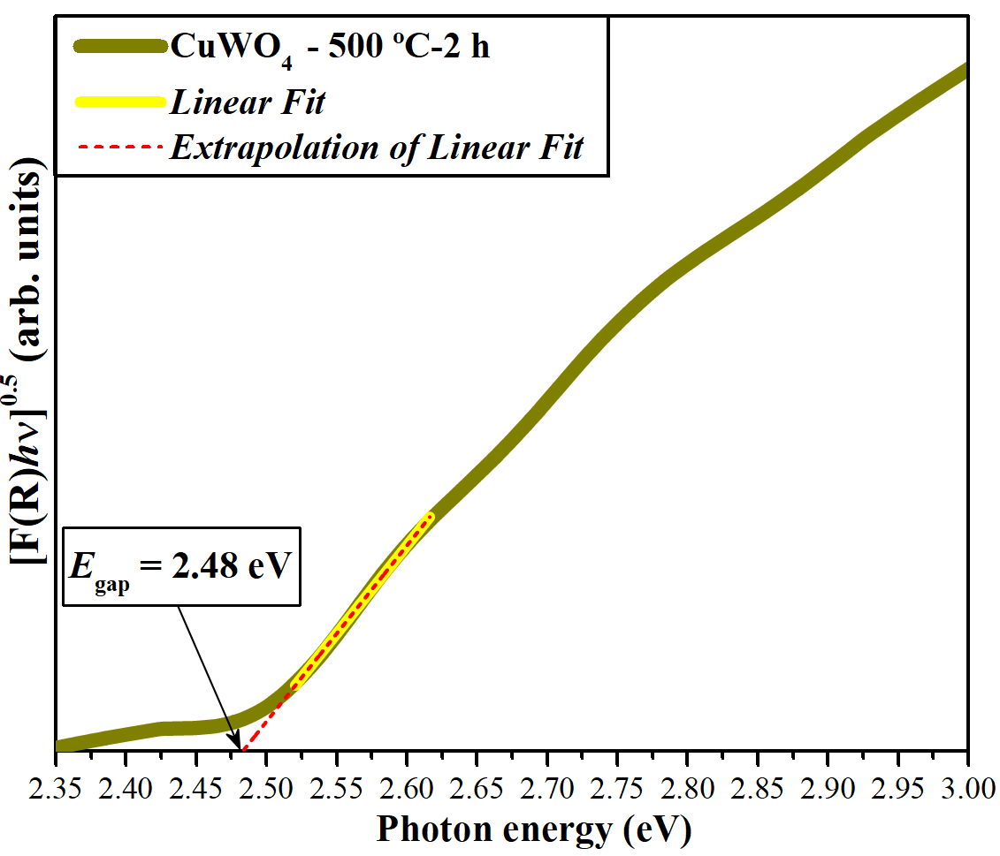 CuWO₄ - 500 ºC-2 h
Linear Fit
Extrapolation of Linear Fit
[F(R)hν]⁰·⁵ (arb. units)
E_gap = 2.48 eV
2.35 2.40 2.45 2.50 2.55 2.60 2.65 2.70 2.75 2.80 2.85 2.90 2.95 3.00
Photon energy (eV)